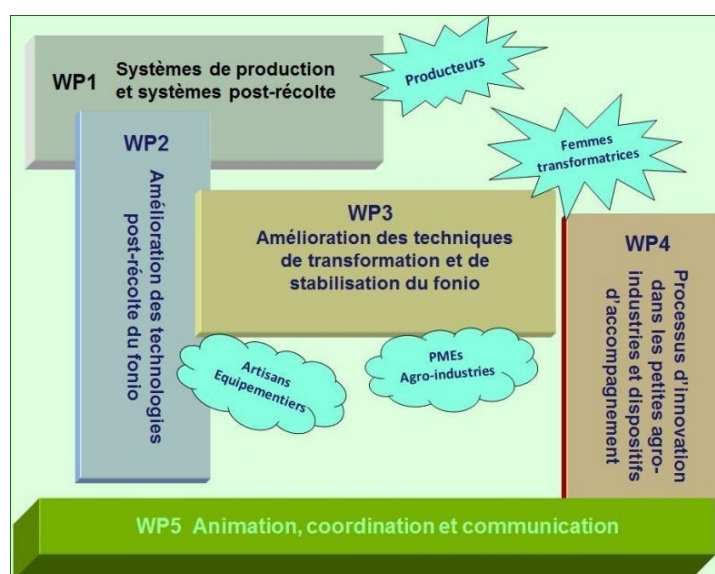 WP1
Systèmes de production
et systèmes post-récolte
Producteurs
Femmes
transformatrices
WP2
Amélioration des technologies
post-récolte du fonio
WP3
Amélioration des techniques
de transformation et de
stabilisation du fonio
WP4
Processus d'innovation
dans les petites agro-
industries et dispositifs
d'accompagnement
Artisans
Equipementiers
PMEs
Agro-industries
WP5 Animation, coordination et communication